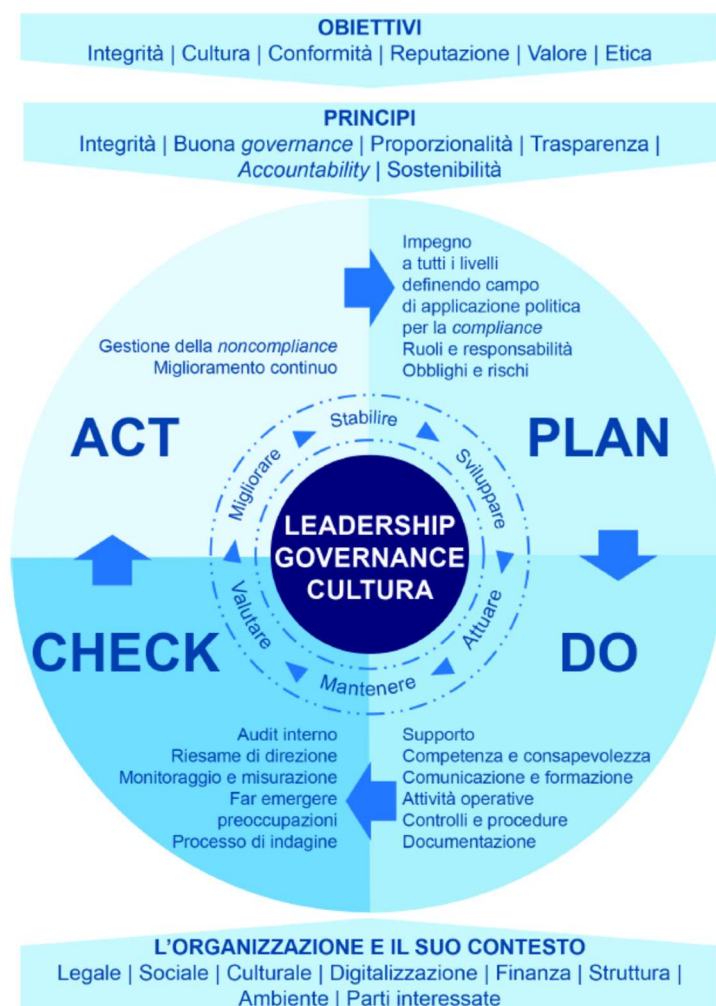 OBIETTIVI
Integrità | Cultura | Conformità | Reputazione | Valore | Etica
PRINCIPI
Integrità | Buona governance | Proporzionalità | Trasparenza |
Accountability | Sostenibilità
Impegno
a tutti i livelli
definendo campo
di applicazione politica
per la compliance
Ruoli e responsabilità
Obblighi e rischi
Gestione della noncompliance
Miglioramento continuo
ACT
PLAN
Stabilire
Sviluppare
Attuare
Mantenere
Valutare
Migliorare
LEADERSHIP
GOVERNANCE
CULTURA
CHECK
DO
Audit interno
Riesame di direzione
Monitoraggio e misurazione
Far emergere
preoccupazioni
Processo di indagine
Supporto
Competenza e consapevolezza
Comunicazione e formazione
Attività operative
Controlli e procedure
Documentazione
L'ORGANIZZAZIONE E IL SUO CONTESTO
Legale | Sociale | Culturale | Digitalizzazione | Finanza | Struttura |
Ambiente | Parti interessate